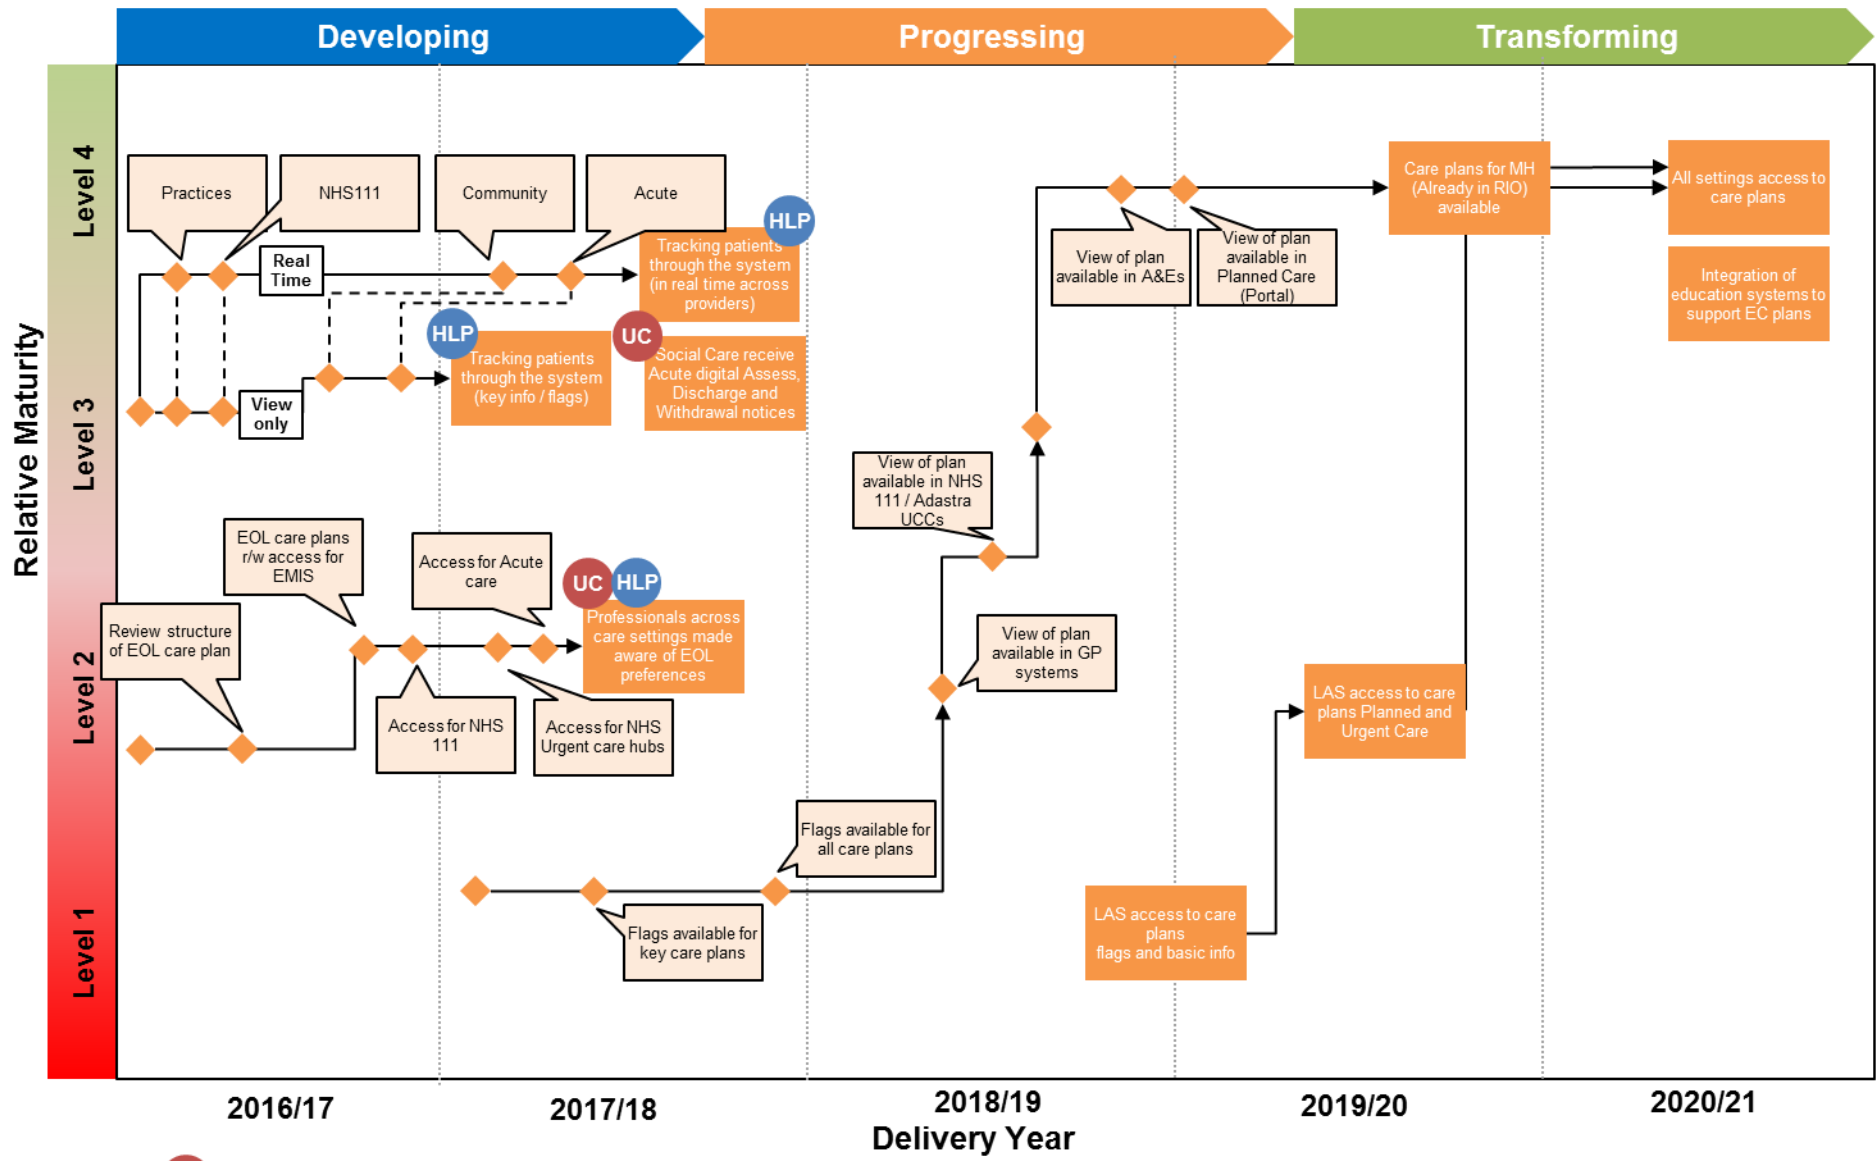 Developing
Progressing
Transforming
Relative Maturity
Level 4
Level 3
Level 2
Level 1
Practices
NHS111
Community
Acute
Real
Time
HLP
Tracking patients
through the system
(in real time across
providers)
View
only
HLP
Tracking patients
through the system
(key info / flags)
UC
Social Care receive
Acute digital Assess,
Discharge and
Withdrawal notices
View of plan
available in A&Es
View of plan
available in
Planned Care
(Portal)
Care plans for MH
(Already in RIO)
available
All settings access to
care plans
Integration of
education systems to
support EC plans
View of plan
available in NHS
111 / Adastra
UCCs
EOL care plans
r/w access for
EMIS
Access for Acute
care
UC
HLP
Professionals across
care settings made
aware of EOL
preferences
Review structure
of EOL care plan
Access for NHS
111
Access for NHS
Urgent care hubs
View of plan
available in GP
systems
LAS access to care
plans Planned and
Urgent Care
Flags available for
all care plans
Flags available for
key care plans
LAS access to care
plans
flags and basic info
2016/17
2017/18
2018/19
2019/20
2020/21
Delivery Year